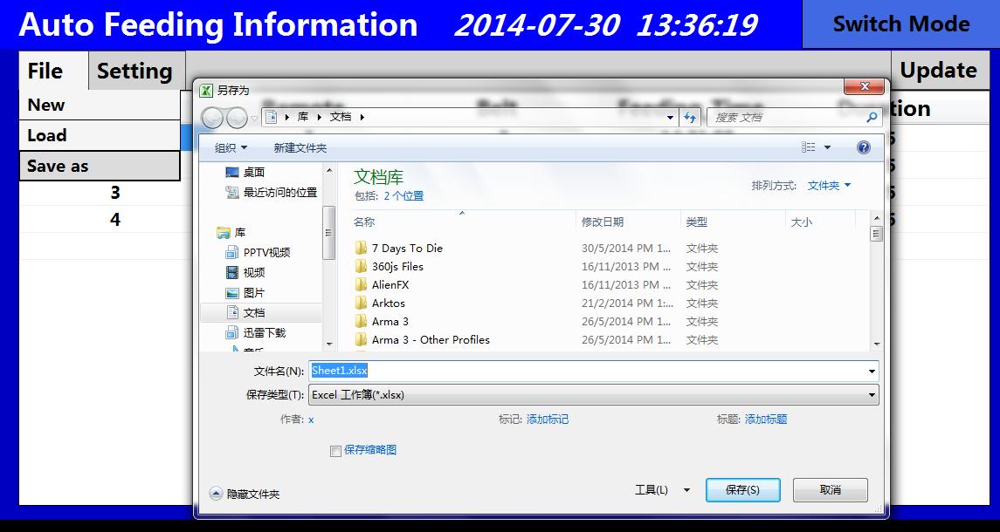 Auto Feeding Information 2014-07-30 13:36:19 Switch Mode
File Setting Update
New
Load
Save as
3
4
另存为
库 文档 搜索 文档
组织 新建文件夹
桌面
最近访问的位置
库
PPTV视频
视频
图片
文档
迅雷下载
音乐
文档库
包括: 2 个位置
排列方式: 文件夹
名称 修改日期 类型 大小
7 Days To Die 30/5/2014 PM 1... 文件夹
360js Files 16/11/2013 PM ... 文件夹
AlienFX 16/11/2013 PM ... 文件夹
Arktos 21/2/2014 PM 1:... 文件夹
Arma 3 26/5/2014 PM 1... 文件夹
Arma 3 - Other Profiles 26/5/2014 PM 1... 文件夹
文件名(N): Sheet1.xlsx
保存类型(T): Excel 工作簿(*.xlsx)
作者: x 标记: 添加标记 标题: 添加标题
保存缩略图
隐藏文件夹 工具(L) 保存(S) 取消